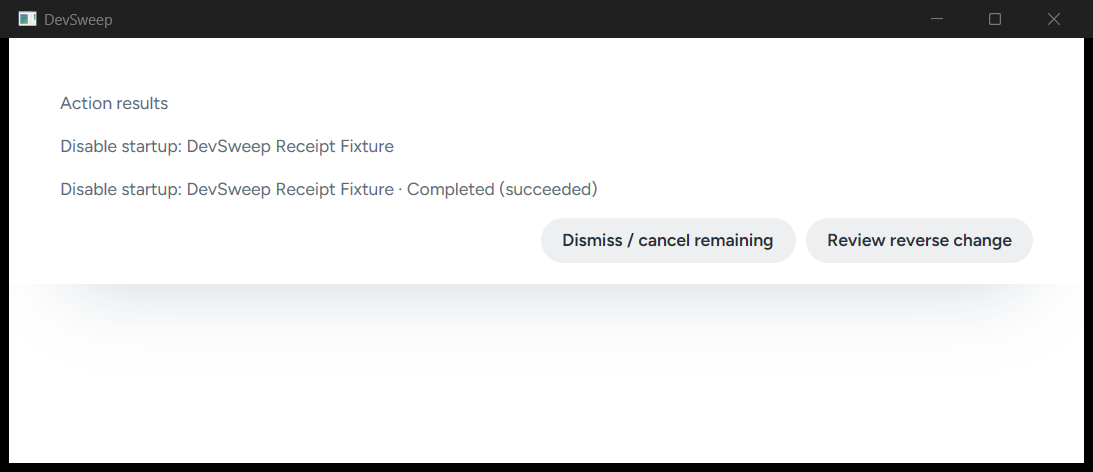 DevSweep
Action results
Disable startup: DevSweep Receipt Fixture
Disable startup: DevSweep Receipt Fixture · Completed (succeeded)
Dismiss / cancel remaining
Review reverse change